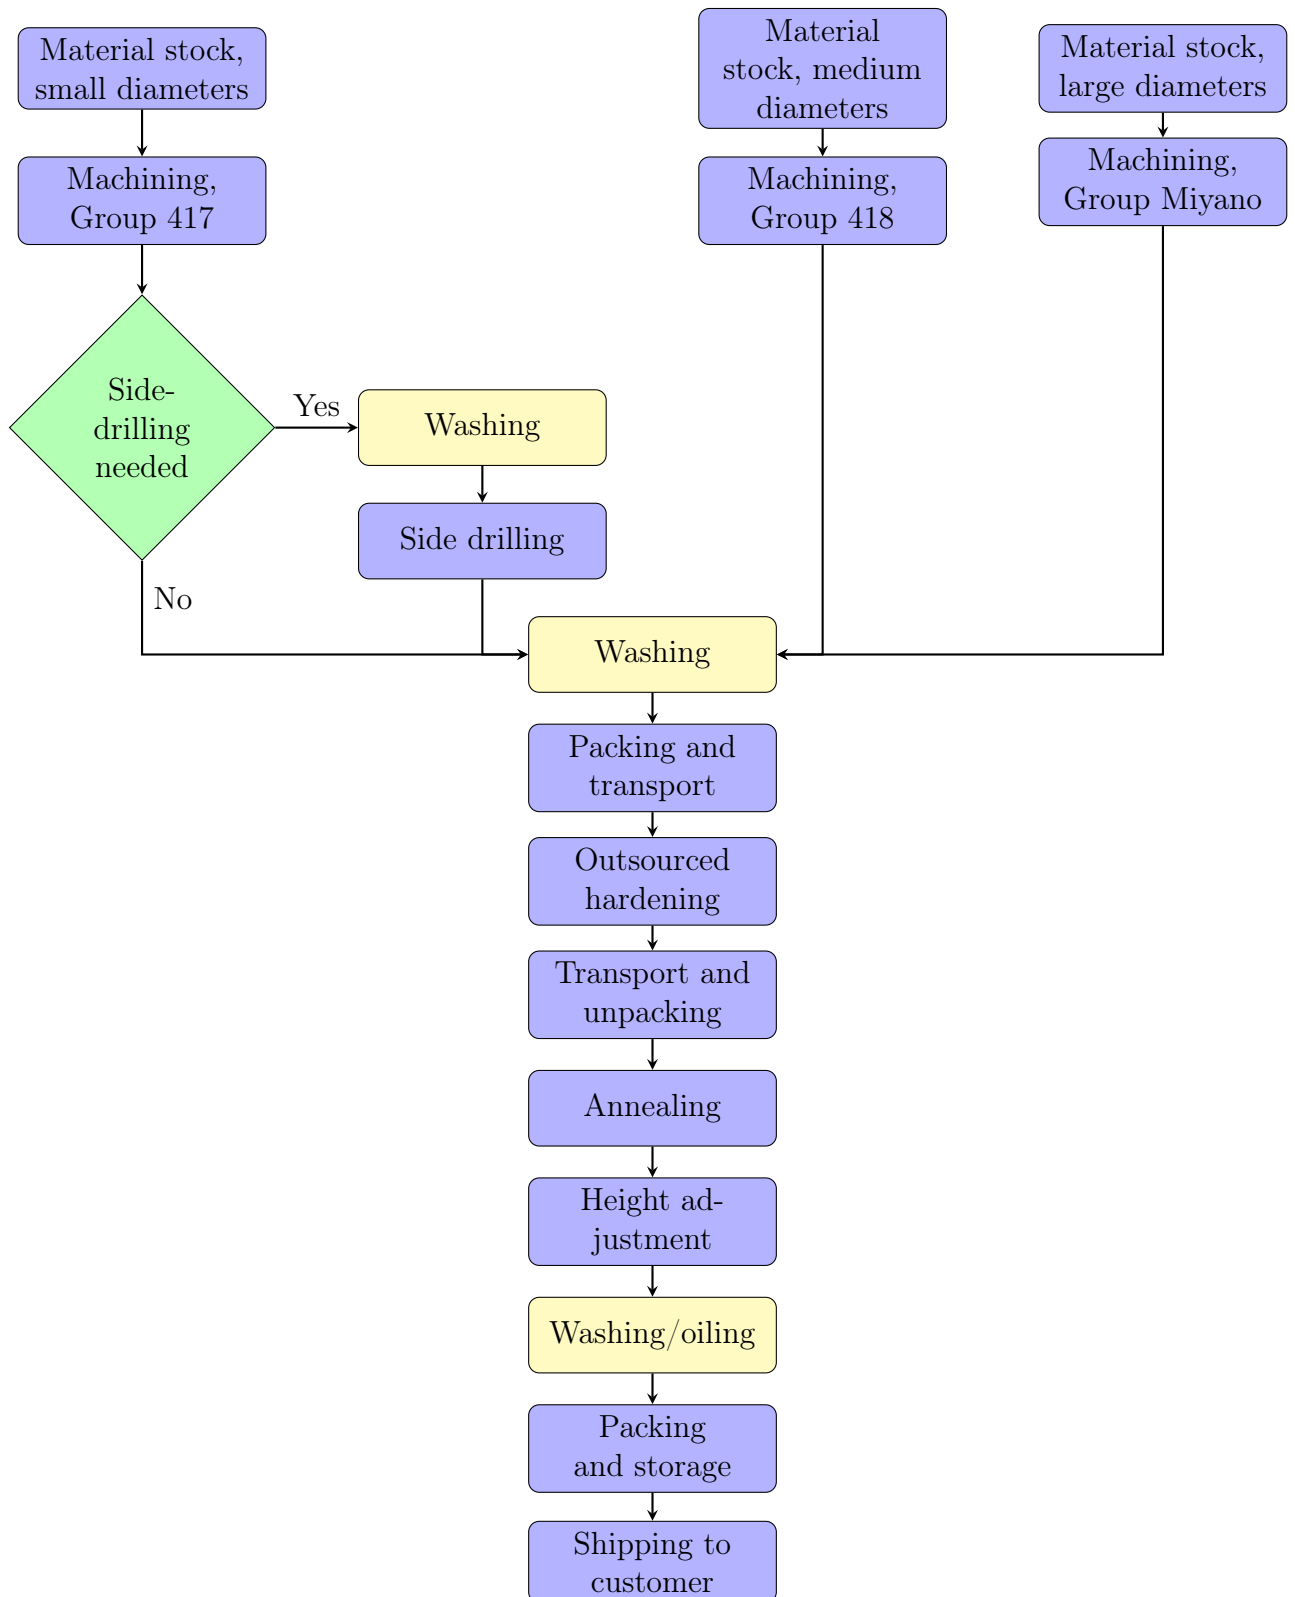 Material stock,
small diameters
Material
stock, medium
diameters
Material stock,
large diameters
Machining,
Group 417
Machining,
Group 418
Machining,
Group Miyano
Side-
drilling
needed
Yes
Washing
Side drilling
No
Washing
Packing and
transport
Outsourced
hardening
Transport and
unpacking
Annealing
Height ad-
justment
Washing/oiling
Packing
and storage
Shipping to
customer